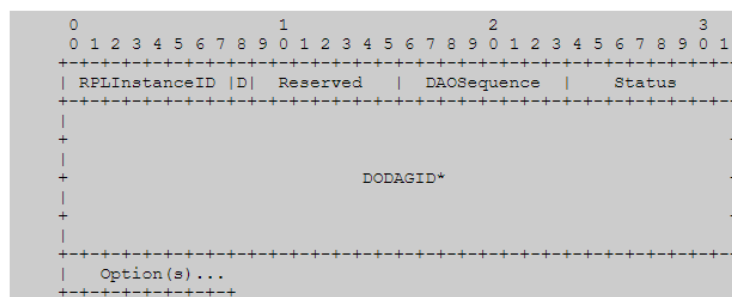 0 1 2 3
0 1 2 3 4 5 6 7 8 9 0 1 2 3 4 5 6 7 8 9 0 1 2 3 4 5 6 7 8 9 0 1
+-+-+-+-+-+-+-+-+-+-+-+-+-+-+-+-+-+-+-+-+-+-+-+-+-+-+-+-+-+-+-+-
| RPLInstanceID |D| Reserved | DAOSequence | Status
+-+-+-+-+-+-+-+-+-+-+-+-+-+-+-+-+-+-+-+-+-+-+-+-+-+-+-+-+-+-+-+-
|
+ +
|
+ DODAGID* +
|
+ +
|
+-+-+-+-+-+-+-+-+-+-+-+-+-+-+-+-+-+-+-+-+-+-+-+-+-+-+-+-+-+-+-+-
| Option(s)...
+-+-+-+-+-+-+-+-+